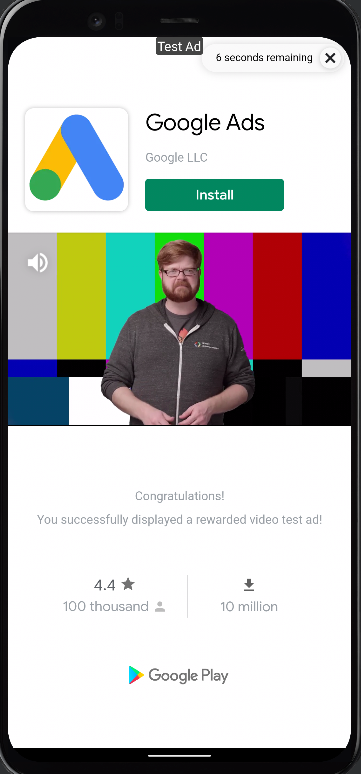 Test Ad
6 seconds remaining
Google Ads
Google LLC
Install
Congratulations!
You successfully displayed a rewarded video test ad!
4.4
100 thousand
10 million
Google Play